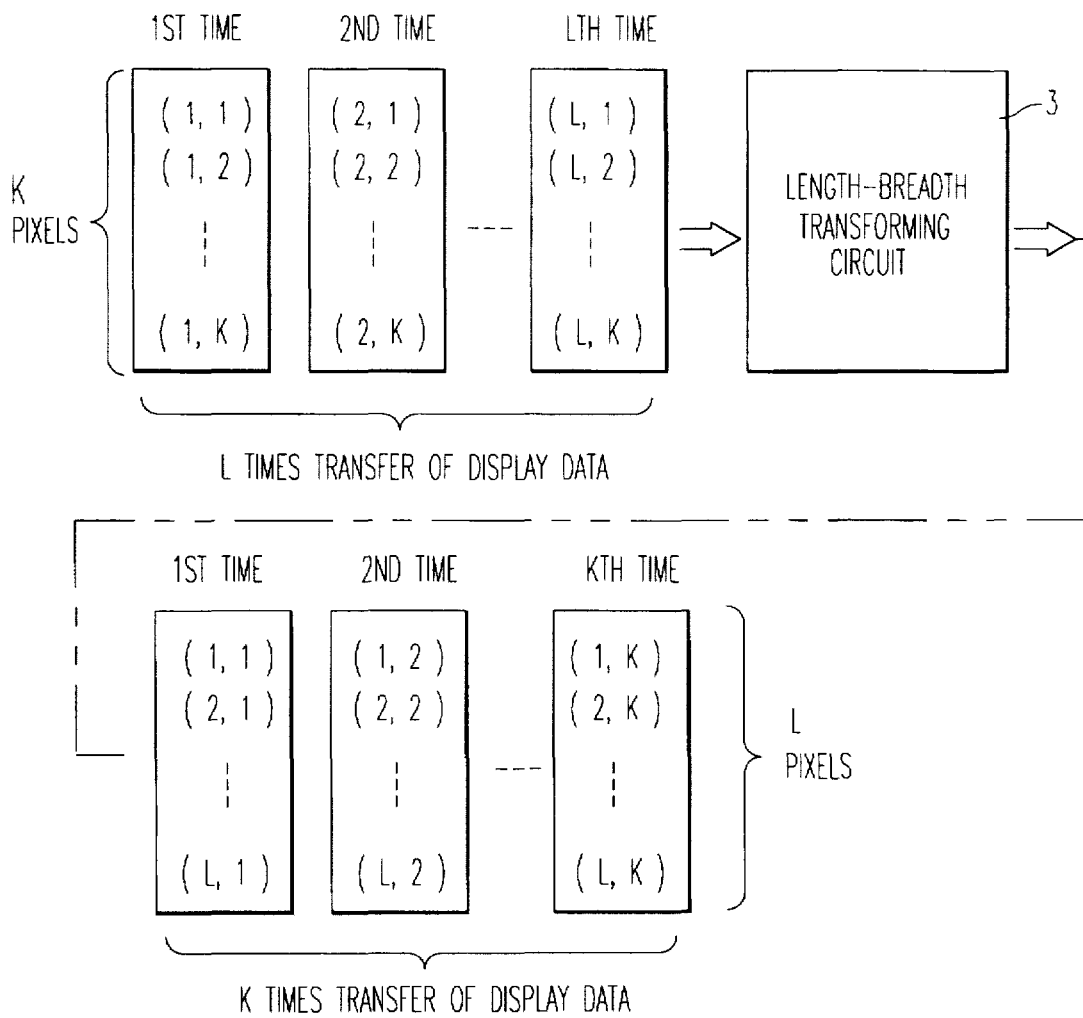 1ST TIME 2ND TIME LTH TIME
( 1, 1 ) ( 2, 1 ) ( L, 1 )
( 1, 2 ) ( 2, 2 ) ( L, 2 )
( 1, K ) ( 2, K ) ( L, K )
K
PIXELS
3
LENGTH-BREADTH
TRANSFORMING
CIRCUIT
L TIMES TRANSFER OF DISPLAY DATA
1ST TIME 2ND TIME KTH TIME
( 1, 1 ) ( 1, 2 ) ( 1, K )
( 2, 1 ) ( 2, 2 ) ( 2, K )
( L, 1 ) ( L, 2 ) ( L, K )
L
PIXELS
K TIMES TRANSFER OF DISPLAY DATA